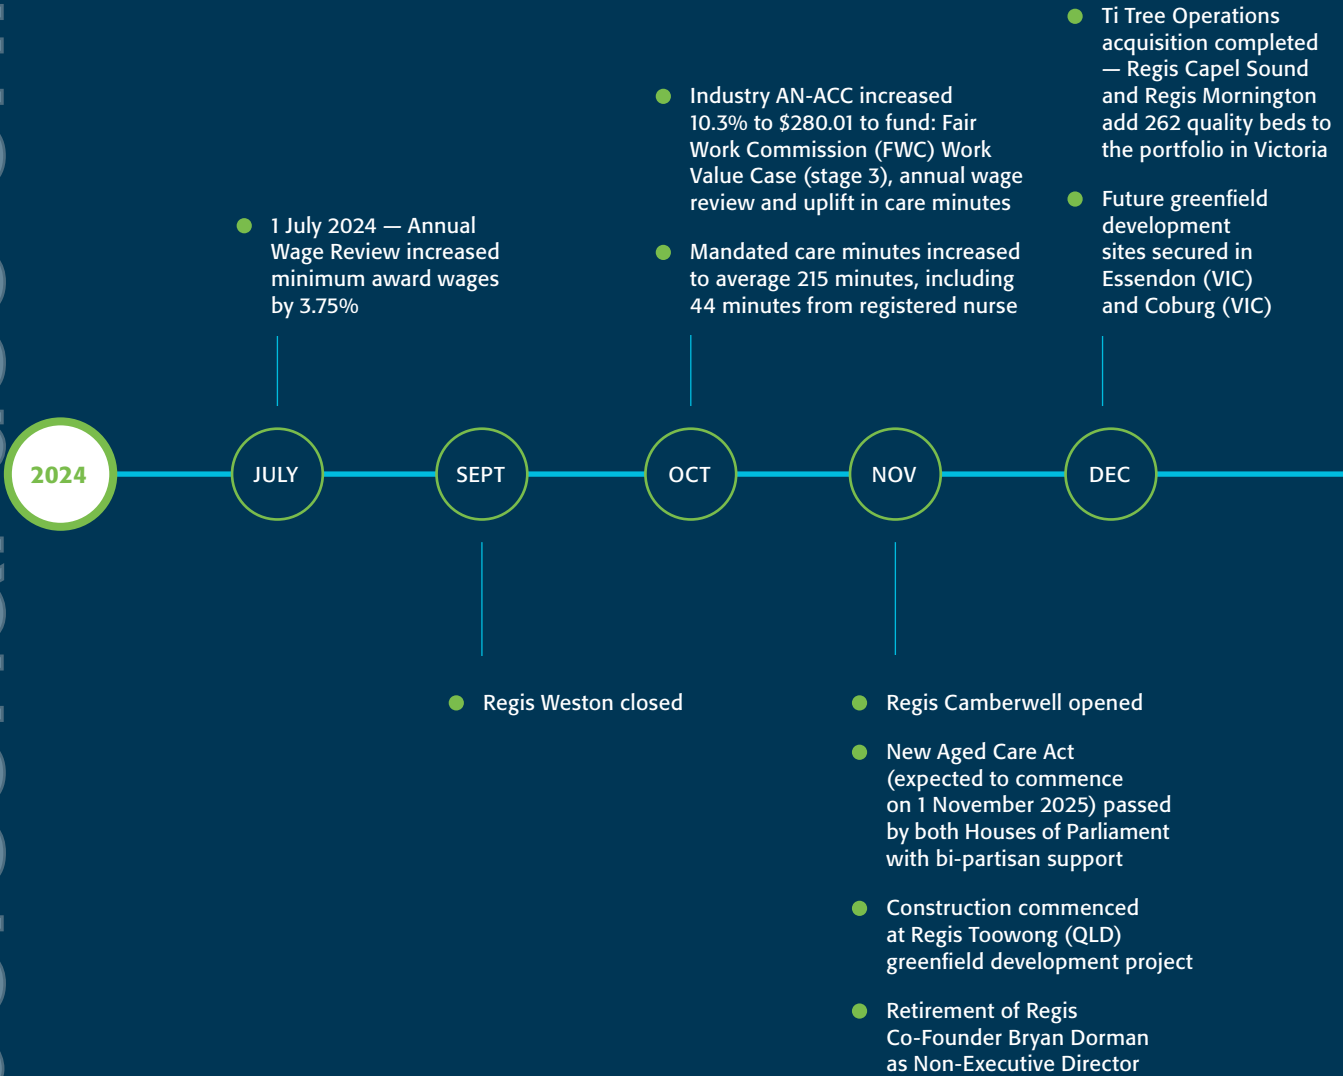 Ti Tree Operations
acquisition completed
— Regis Capel Sound
and Regis Mornington
add 262 quality beds to
the portfolio in Victoria
Industry AN-ACC increased
10.3% to $280.01 to fund: Fair
Work Commission (FWC) Work
Value Case (stage 3), annual wage
review and uplift in care minutes
Future greenfield
development
sites secured in
Essendon (VIC)
and Coburg (VIC)
1 July 2024 — Annual
Wage Review increased
minimum award wages
by 3.75%
Mandated care minutes increased
to average 215 minutes, including
44 minutes from registered nurse
2024
JULY
SEPT
OCT
NOV
DEC
Regis Weston closed
Regis Camberwell opened
New Aged Care Act
(expected to commence
on 1 November 2025) passed
by both Houses of Parliament
with bi-partisan support
Construction commenced
at Regis Toowong (QLD)
greenfield development project
Retirement of Regis
Co-Founder Bryan Dorman
as Non-Executive Director